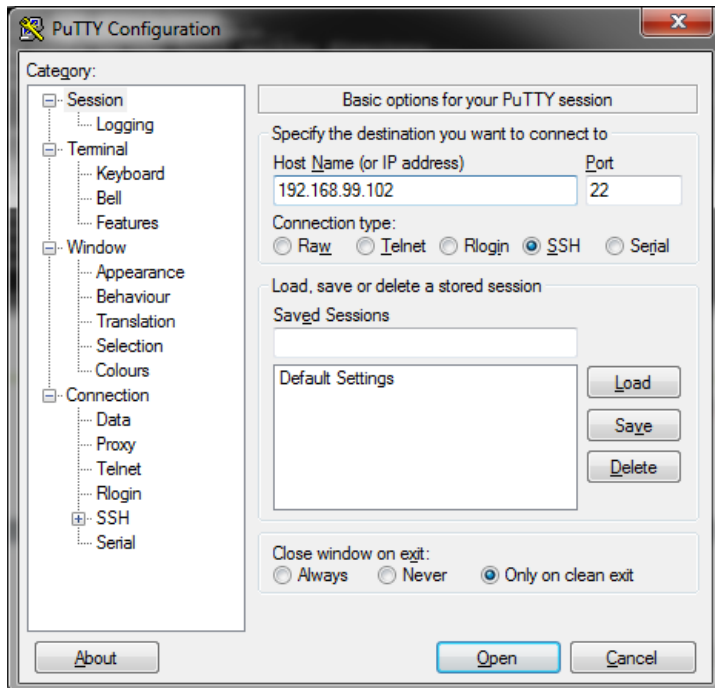 PuTTY Configuration
Category:
Session
Logging
Terminal
Keyboard
Bell
Features
Window
Appearance
Behaviour
Translation
Selection
Colours
Connection
Data
Proxy
Telnet
Rlogin
SSH
Serial
Basic options for your PuTTY session
Specify the destination you want to connect to
Host Name (or IP address) Port
192.168.99.102 22
Connection type:
Raw Telnet Rlogin SSH Serial
Load, save or delete a stored session
Saved Sessions
Default Settings
Load
Save
Delete
Close window on exit:
Always Never Only on clean exit
About Open Cancel